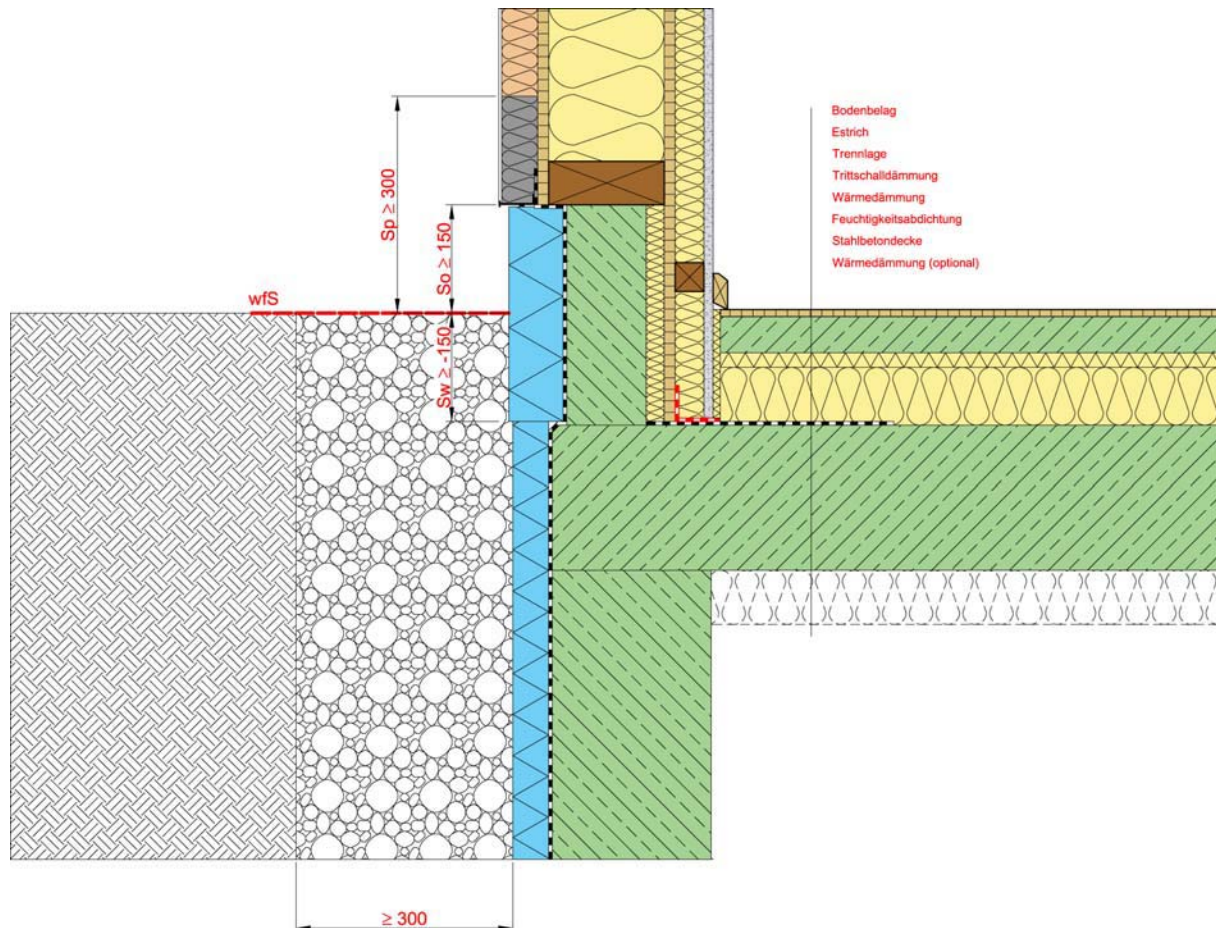 Bodenbelag
Estrich
Trennlage
Trittschalldämmung
Wärmedämmung
Feuchtigkeitsabdichtung
Stahlbetondecke
Wärmedämmung (optional)
Sp ≥ 300
So ≥ 150
wfS
Sw ≥ -150
≥ 300